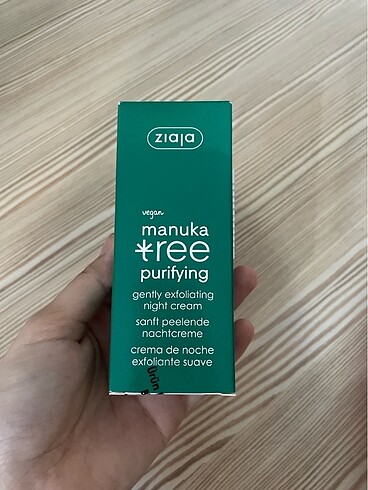 ziaja
vegan
manuka
tree
purifying
gently exfoliating
night cream
sanft peelende
nachtcreme
crema de noche
exfoliante suave